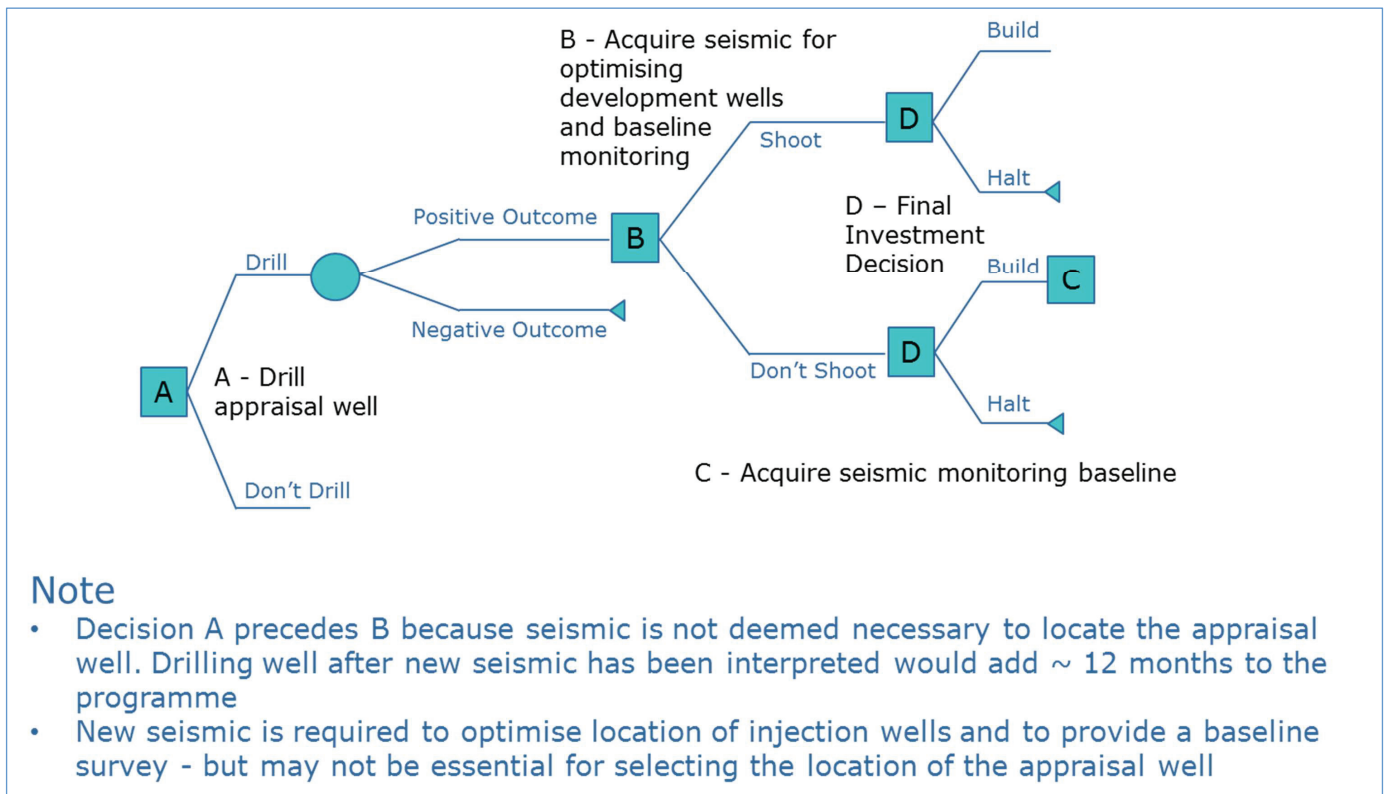 Build
B - Acquire seismic for
optimising
development wells
and baseline
monitoring
D
Shoot
Halt
D – Final
Investment
Decision
Positive Outcome
B
Drill
Build
C
Negative Outcome
D
Don't Shoot
A
A - Drill
appraisal well
Halt
C - Acquire seismic monitoring baseline
Don't Drill
Note
• Decision A precedes B because seismic is not deemed necessary to locate the appraisal
well. Drilling well after new seismic has been interpreted would add ~ 12 months to the
programme
• New seismic is required to optimise location of injection wells and to provide a baseline
survey - but may not be essential for selecting the location of the appraisal well